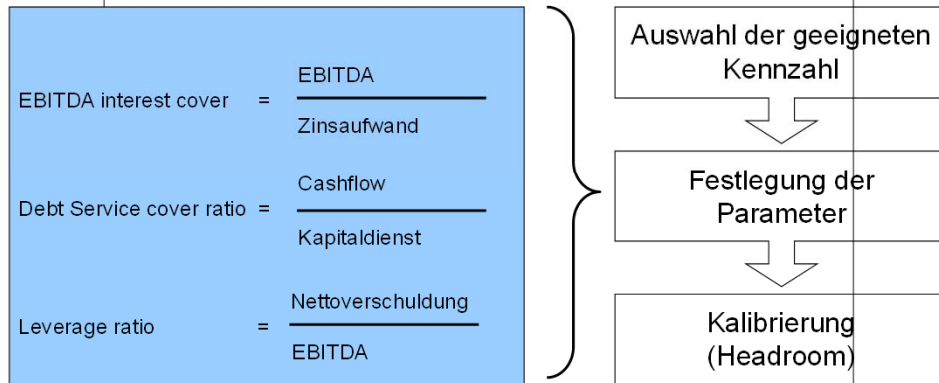 EBITDA
EBITDA interest cover =
Zinsaufwand
Cashflow
Debt Service cover ratio =
Kapitaldienst
Nettoverschuldung
Leverage ratio =
EBITDA
Auswahl der geeigneten
Kennzahl
Festlegung der
Parameter
Kalibrierung
(Headroom)